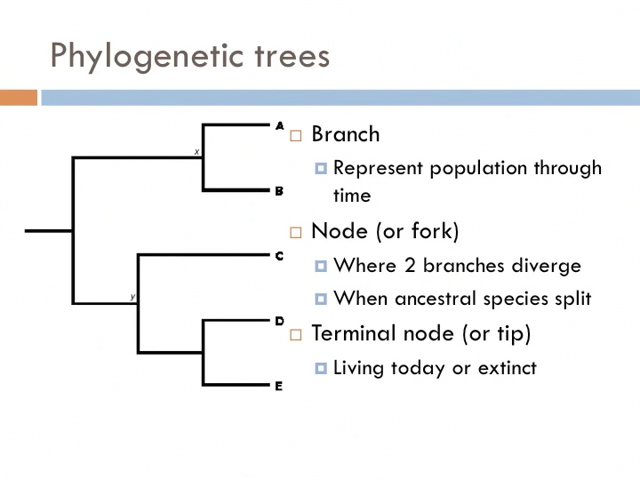 Phylogenetic trees
A
x
B
C
y
D
E
Branch
Represent population through
time
Node (or fork)
Where 2 branches diverge
When ancestral species split
Terminal node (or tip)
Living today or extinct